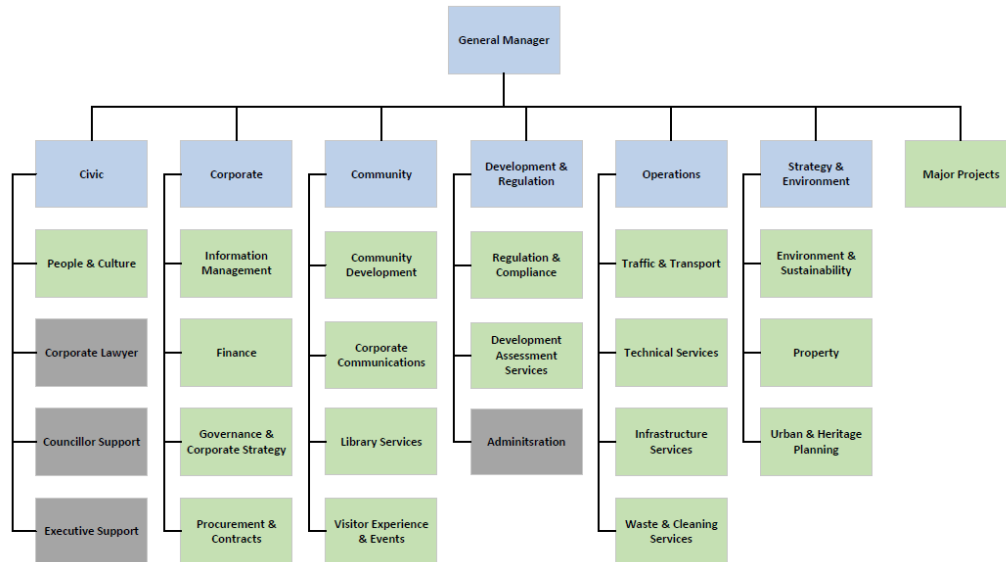 General Manager
Civic
Corporate
Community
Development &
Regulation
Operations
Strategy &
Environment
Major Projects
People & Culture
Information
Management
Community
Development
Regulation &
Compliance
Traffic & Transport
Environment &
Sustainability
Corporate Lawyer
Finance
Corporate
Communications
Development
Assessment
Services
Technical Services
Property
Councillor Support
Governance &
Corporate Strategy
Library Services
Adminitsration
Infrastructure
Services
Urban & Heritage
Planning
Executive Support
Procurement &
Contracts
Visitor Experience
& Events
Waste & Cleaning
Services